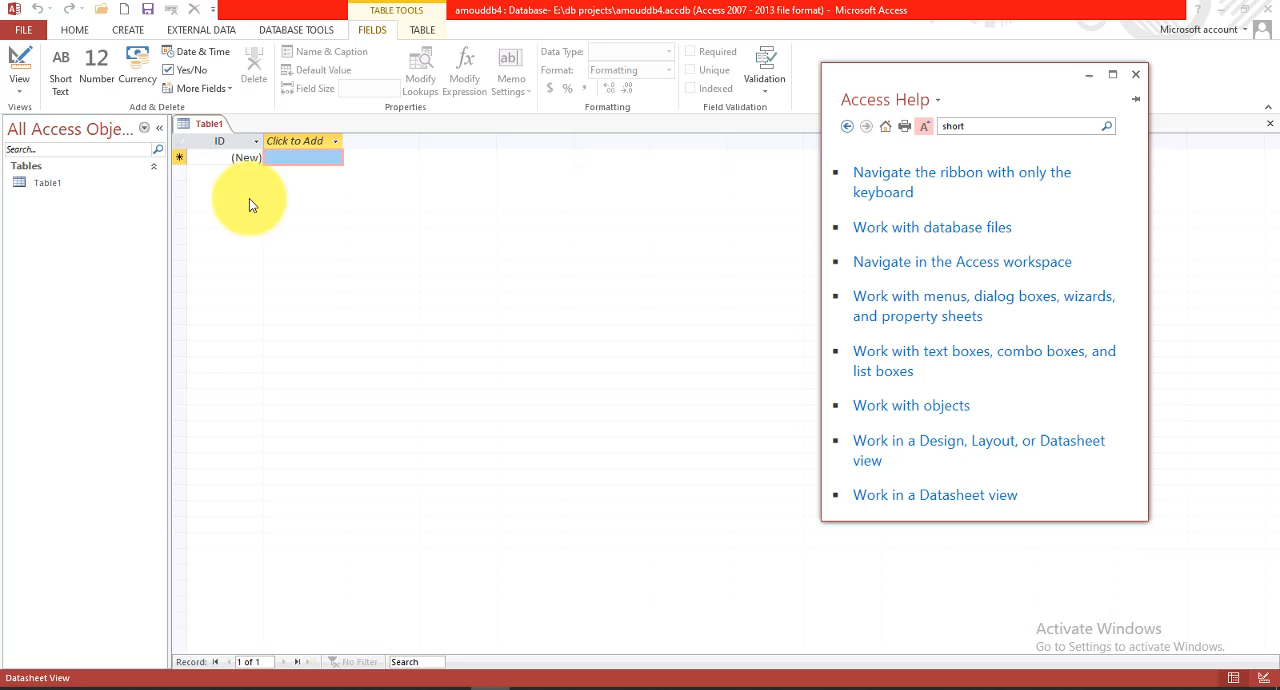 TABLE TOOLS
amouddb4 : Database- E:\db projects\amouddb4.accdb (Access 2007 - 2013 file format) - Microsoft Access
FILE HOME CREATE EXTERNAL DATA DATABASE TOOLS FIELDS TABLE
Microsoft account
View
Views
AB
Short Text
12
Number
Currency
Date & Time
Yes/No
More Fields
Delete
Add & Delete
Name & Caption
Default Value
Field Size
Modify Lookups
fx
Modify Expression
ab
Memo Settings
Properties
Data Type:
Format: Formatting
$ % ,
Formatting
Required
Unique
Indexed
Validation
Field Validation
All Access Obje...
Search...
Tables
Table1
Table1
ID Click to Add
(New)
Access Help
A
short
Navigate the ribbon with only the
keyboard
Work with database files
Navigate in the Access workspace
Work with menus, dialog boxes, wizards,
and property sheets
Work with text boxes, combo boxes, and
list boxes
Work with objects
Work in a Design, Layout, or Datasheet
view
Work in a Datasheet view
Activate Windows
Go to Settings to activate Windows.
Record: 1 of 1 No Filter Search
Datasheet View